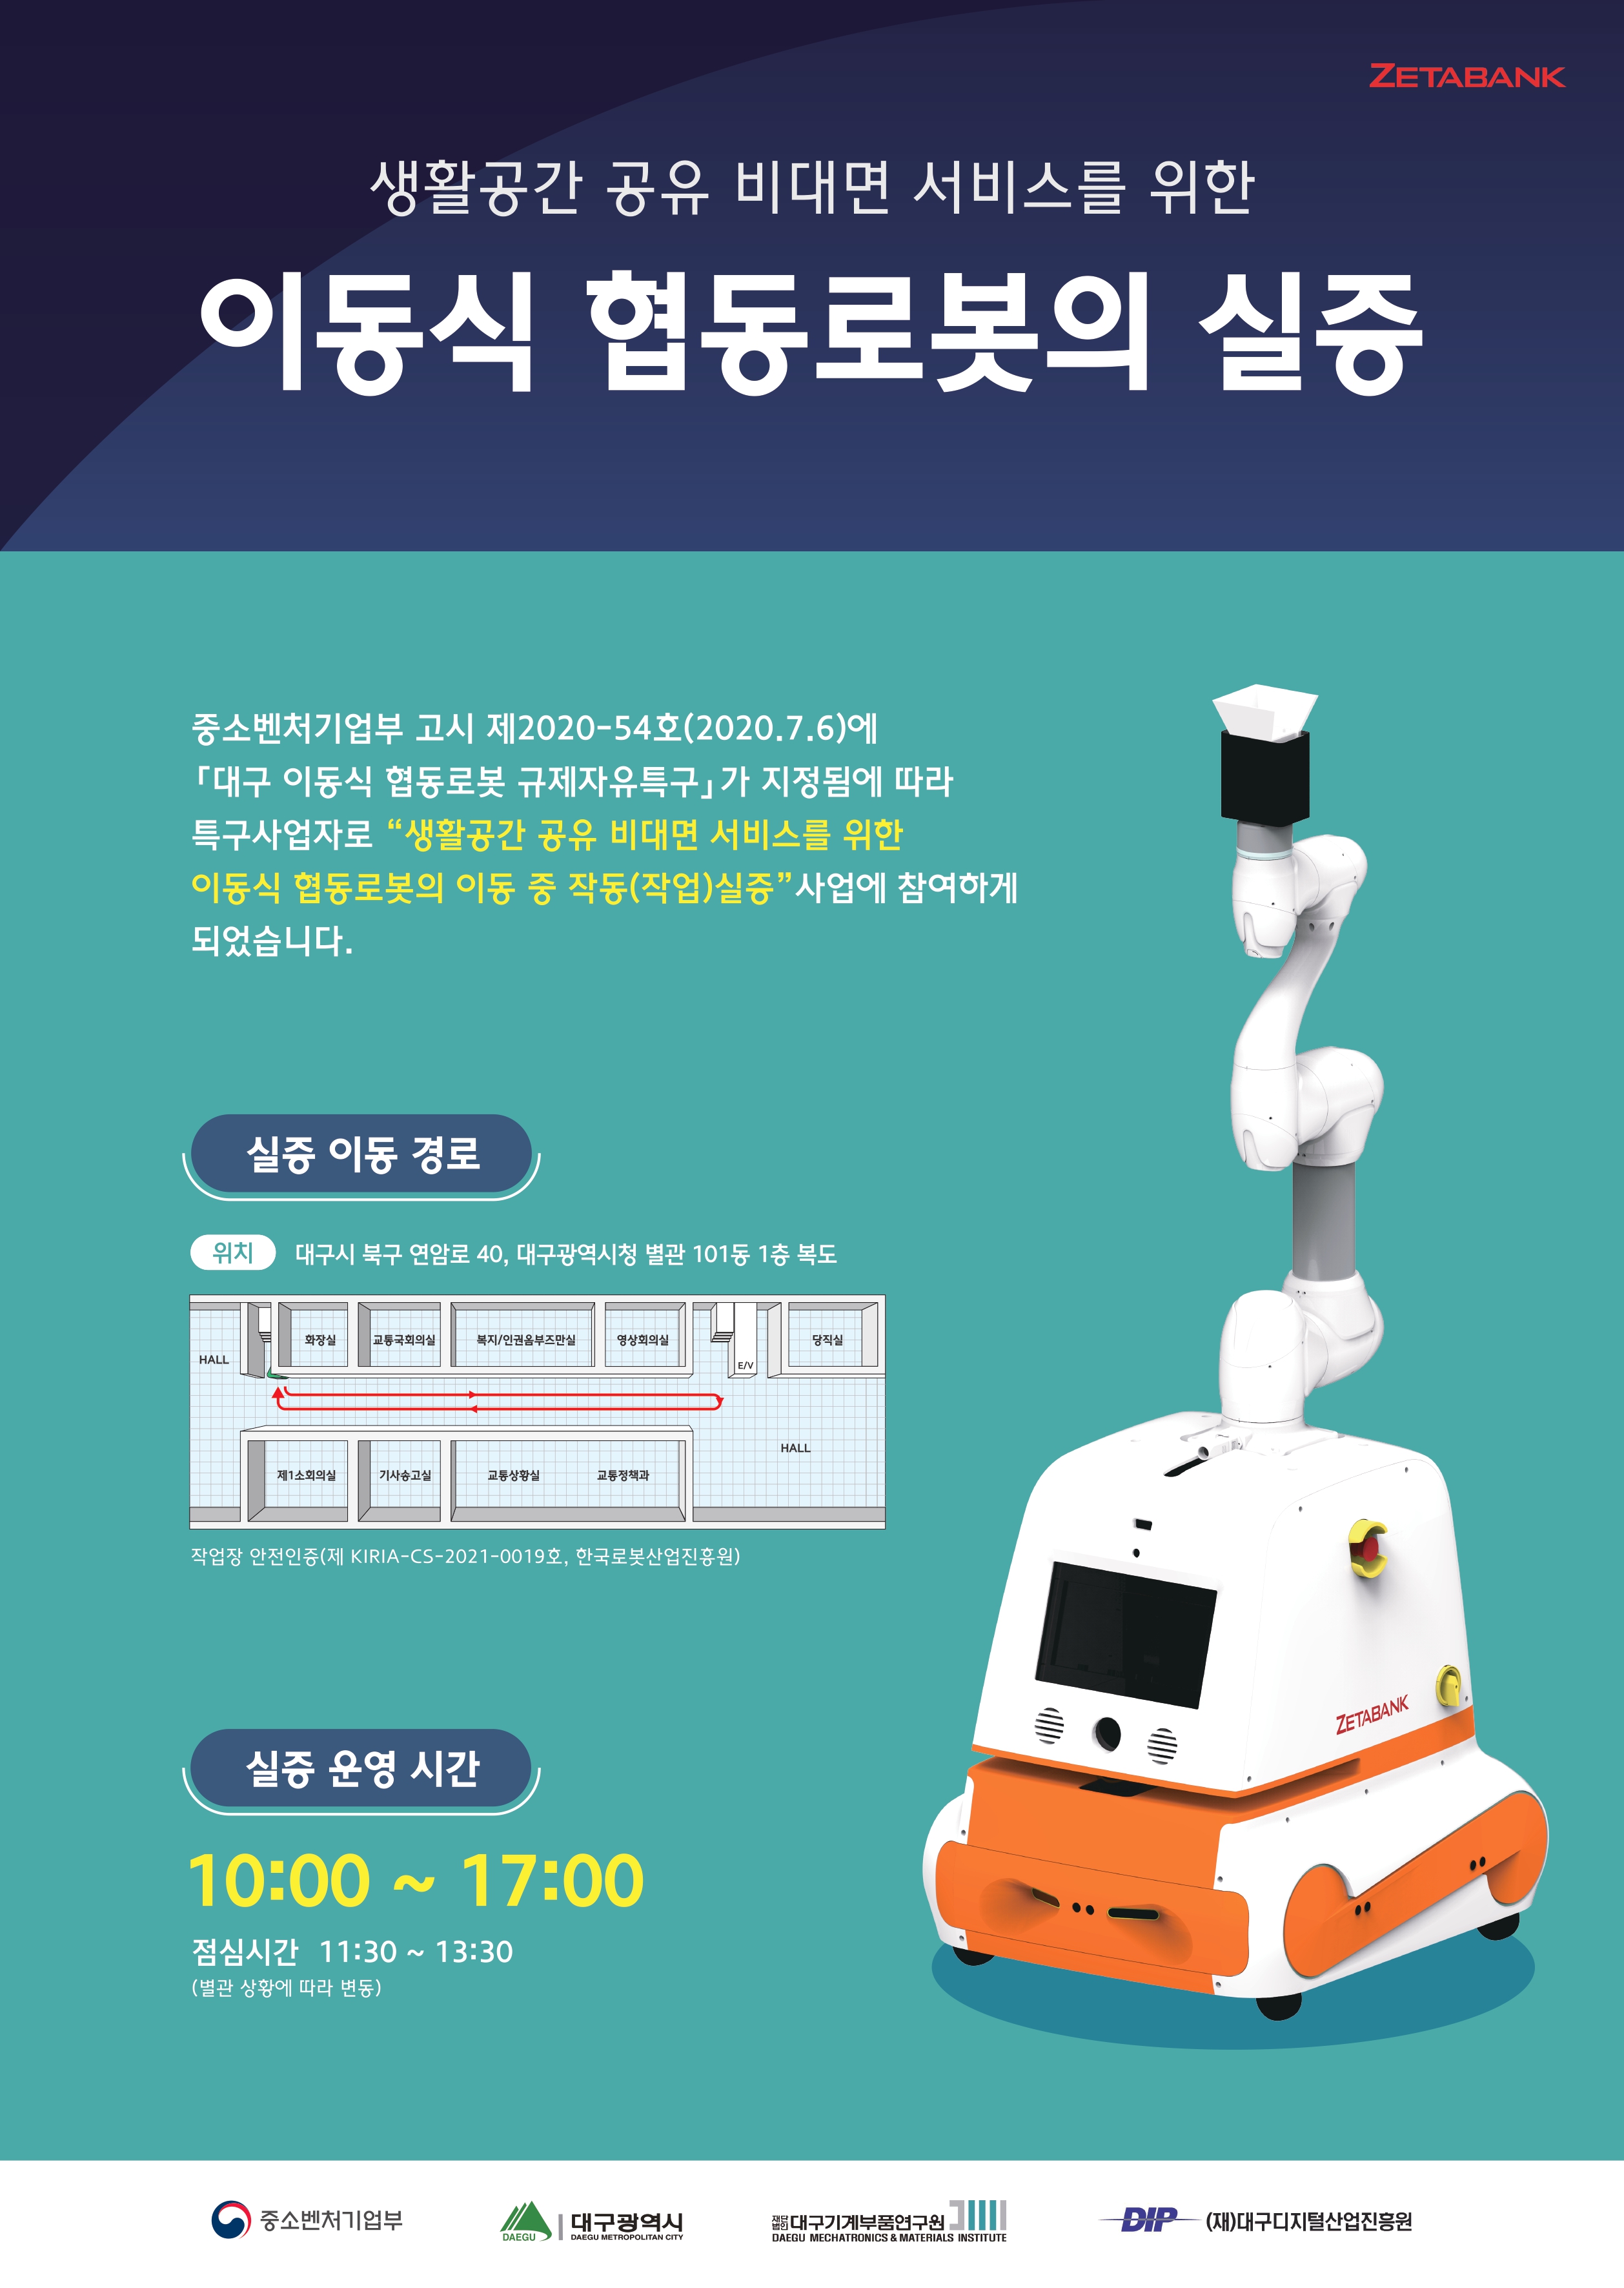 ZETABANK
생활공간 공유 비대면 서비스를 위한
이동식 협동로봇의 실증
중소벤처기업부 고시 제2020-54호(2020.7.6)에
「대구 이동식 협동로봇 규제자유특구」가 지정됨에 따라
특구사업자로 “생활공간 공유 비대면 서비스를 위한
이동식 협동로봇의 이동 중 작동(작업)실증”사업에 참여하게
되었습니다.
실증 이동 경로
위치 대구시 북구 연암로 40, 대구광역시청 별관 101동 1층 복도
HALL
화장실
교통국회의실
복지/인권옴부즈만실
영상회의실
E/V
당직실
HALL
제1소회의실
기사송고실
교통상황실
교통정책과
작업장 안전인증(제 KIRIA-CS-2021-0019호, 한국로봇산업진흥원)
ZETABANK
실증 운영 시간
10:00 ~ 17:00
점심시간 11:30 ~ 13:30
(별관 상황에 따라 변동)
중소벤처기업부
DAEGU
대구광역시
DAEGU METROPOLITAN CITY
재단법인 대구기계부품연구원
DAEGU MECHATRONICS & MATERIALS INSTITUTE
DIP (재)대구디지털산업진흥원